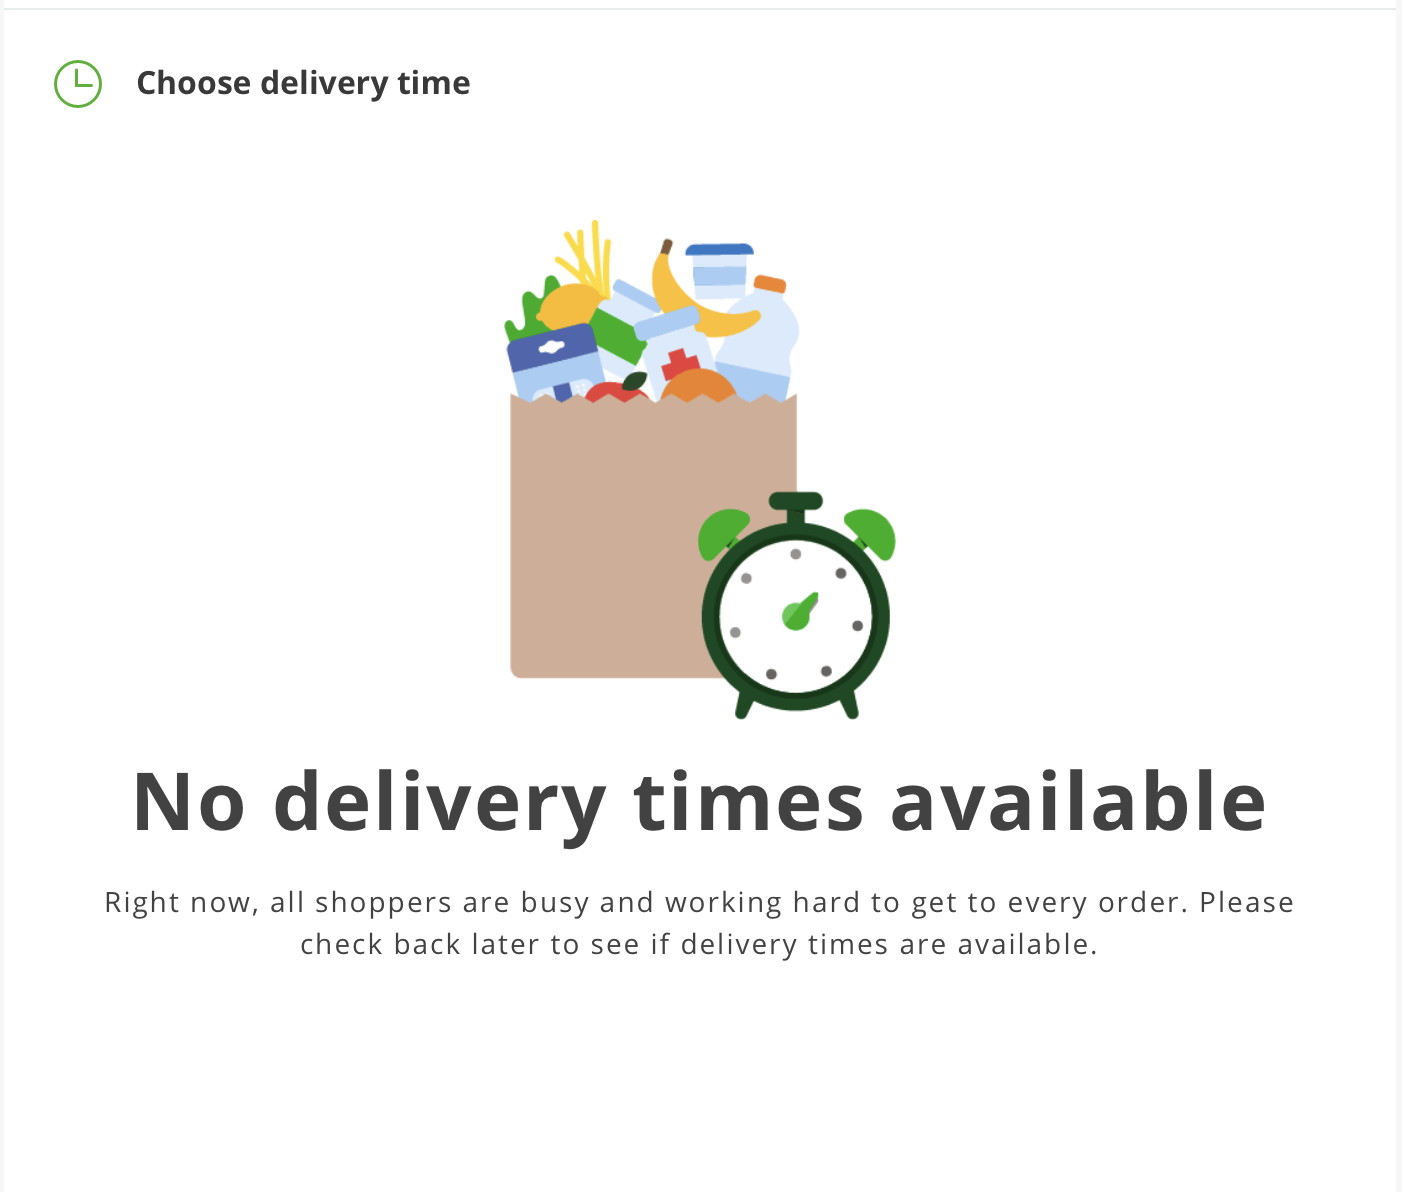 Choose delivery time
No delivery times available
Right now, all shoppers are busy and working hard to get to every order. Please
check back later to see if delivery times are available.